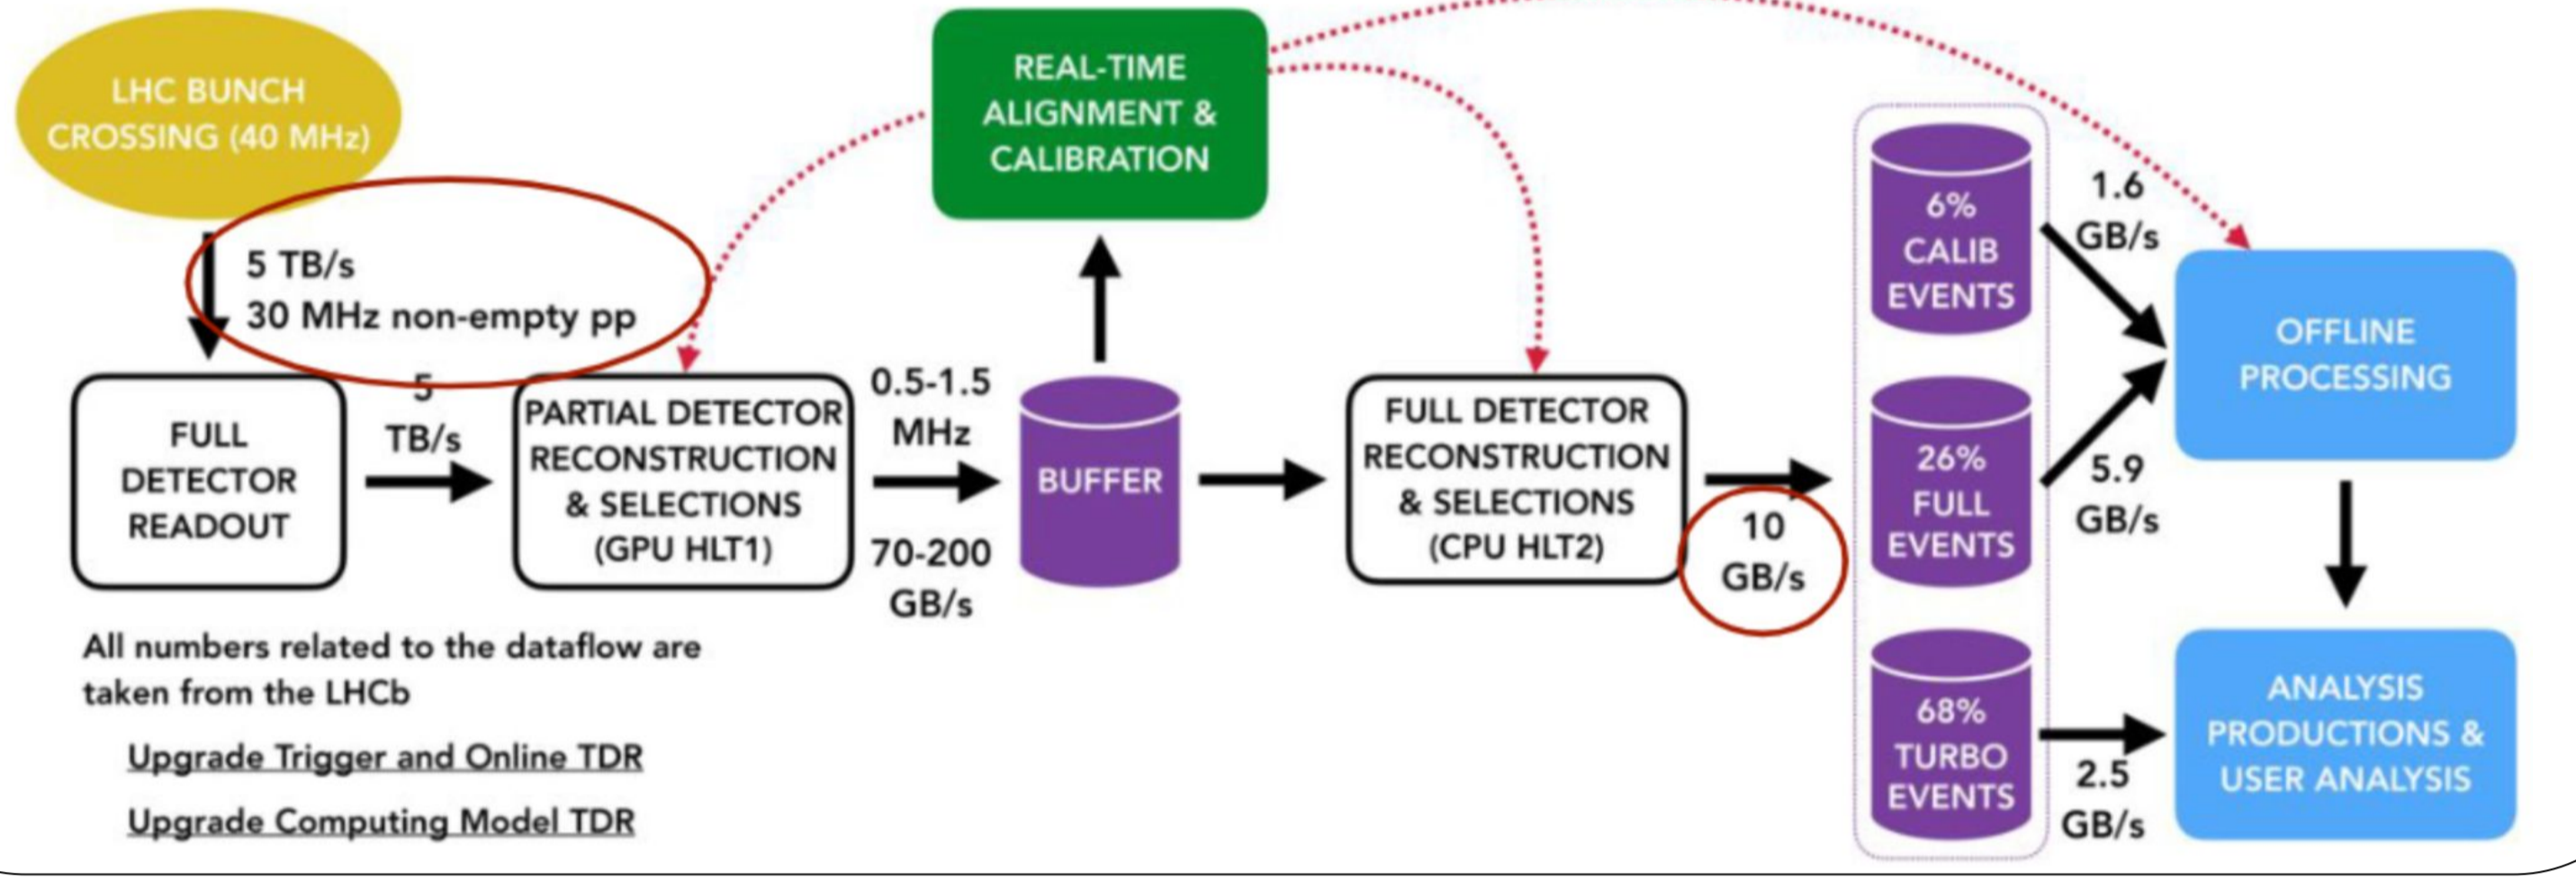 LHC BUNCH
CROSSING (40 MHz)
5 TB/s
30 MHz non-empty pp
FULL
DETECTOR
READOUT
5
TB/s
PARTIAL DETECTOR
RECONSTRUCTION
& SELECTIONS
(GPU HLT1)
0.5-1.5
MHz
70-200
GB/s
BUFFER
REAL-TIME
ALIGNMENT &
CALIBRATION
FULL DETECTOR
RECONSTRUCTION
& SELECTIONS
(CPU HLT2)
10
GB/s
6%
CALIB
EVENTS
1.6
GB/s
26%
FULL
EVENTS
5.9
GB/s
68%
TURBO
EVENTS
2.5
GB/s
OFFLINE
PROCESSING
ANALYSIS
PRODUCTIONS &
USER ANALYSIS
All numbers related to the dataflow are
taken from the LHCb
Upgrade Trigger and Online TDR
Upgrade Computing Model TDR